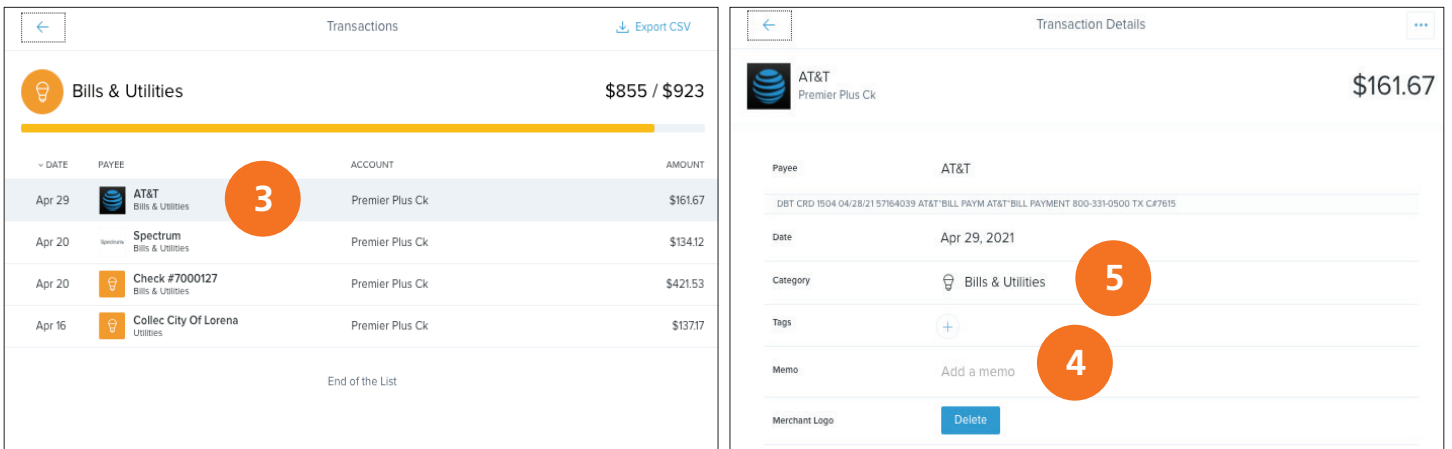 Transactions
Export CSV
Bills & Utilities
$855 / $923
DATE PAYEE ACCOUNT AMOUNT
Apr 29 AT&T Premier Plus Ck $161.67
Bills & Utilities
3
Apr 20 Spectrum Spectrum Premier Plus Ck $134.12
Bills & Utilities
Apr 20 Check #7000127 Premier Plus Ck $421.53
Bills & Utilities
Apr 16 Collec City Of Lorena Premier Plus Ck $137.17
Utilities
End of the List
Transaction Details
AT&T
Premier Plus Ck
$161.67
Payee AT&T
DBT CRD 1504 04/28/21 57164039 AT&T*BILL PAYM AT&T*BILL PAYMENT 800-331-0500 TX C#7615
Date Apr 29, 2021
Category Bills & Utilities
5
Tags
4
Memo Add a memo
Merchant Logo Delete